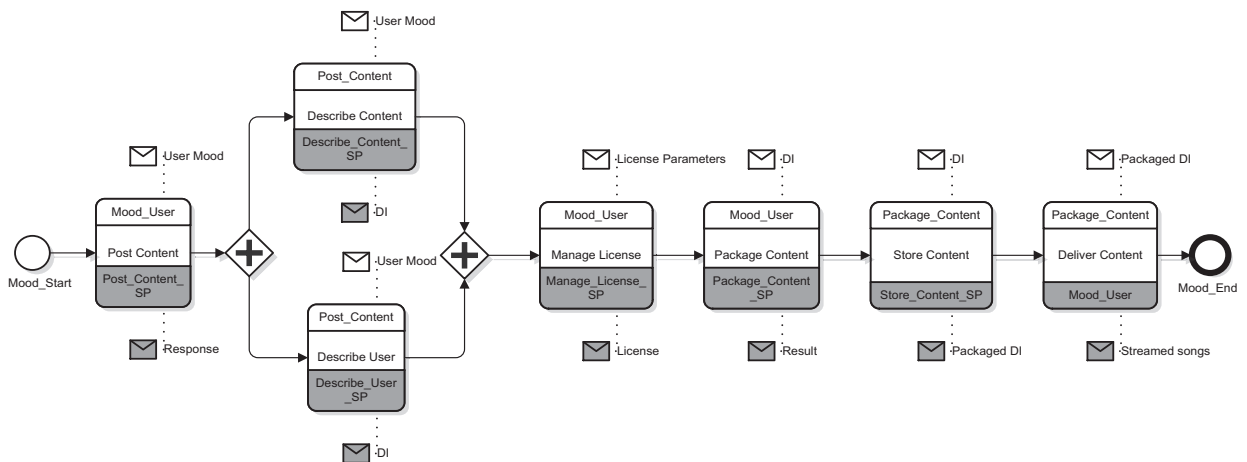 User Mood
Post_Content
Describe Content
Describe_Content_
SP
DI
User Mood
Mood_User
Post Content
Post_Content_
SP
Response
Mood_Start
User Mood
Post_Content
Describe User
Describe_User
_SP
DI
License Parameters
Mood_User
Manage License
Manage_License_
SP
License
DI
Mood_User
Package Content
Package_Content
_SP
Result
DI
Package_Content
Store Content
Store_Content_SP
Packaged DI
Packaged DI
Package_Content
Deliver Content
Mood_User
Streamed songs
Mood_End